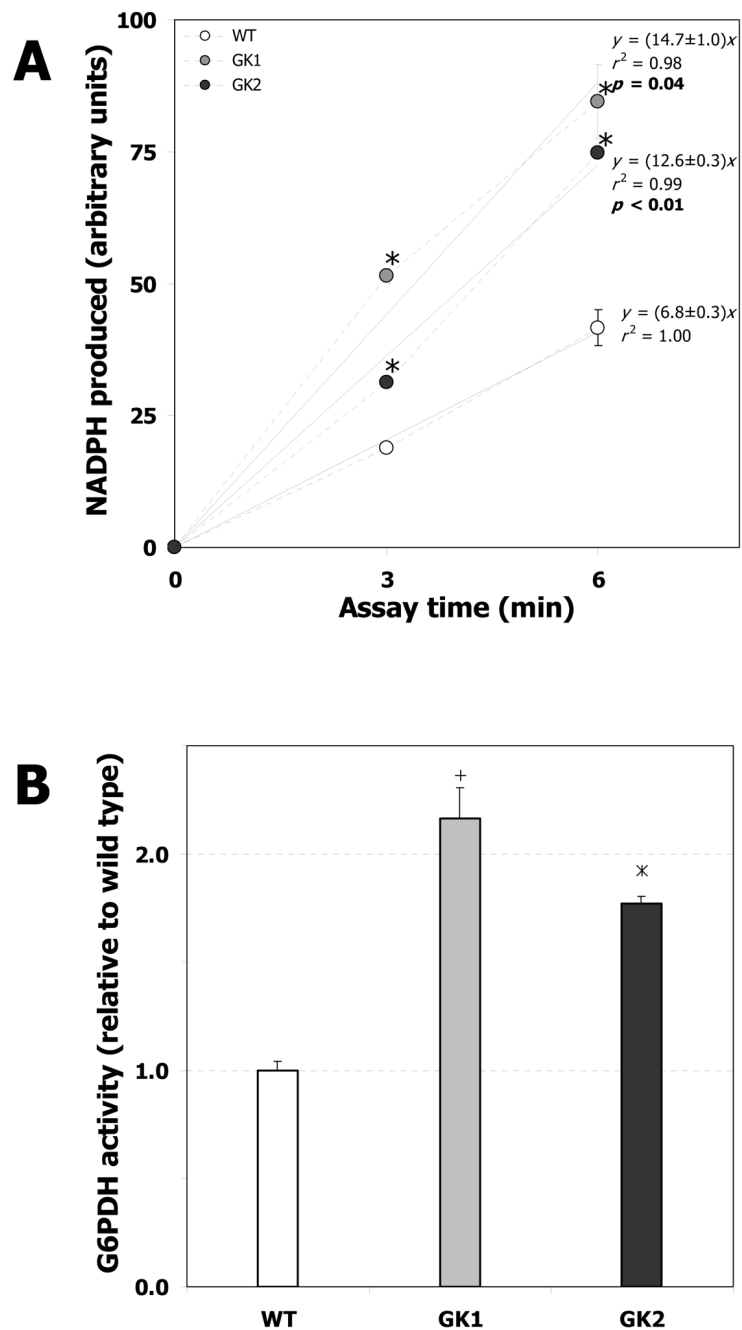 A
NADPH produced (arbitrary units)
100
75
50
25
0
WT
GK1
GK2
y = (14.7±1.0)x
r² = 0.98
p = 0.04
*
*
y = (12.6±0.3)x
r² = 0.99
p < 0.01
*
y = (6.8±0.3)x
r² = 1.00
*
0 3 6
Assay time (min)
B
G6PDH activity (relative to wild type)
+
2.0
*
1.0
0.0
WT GK1 GK2